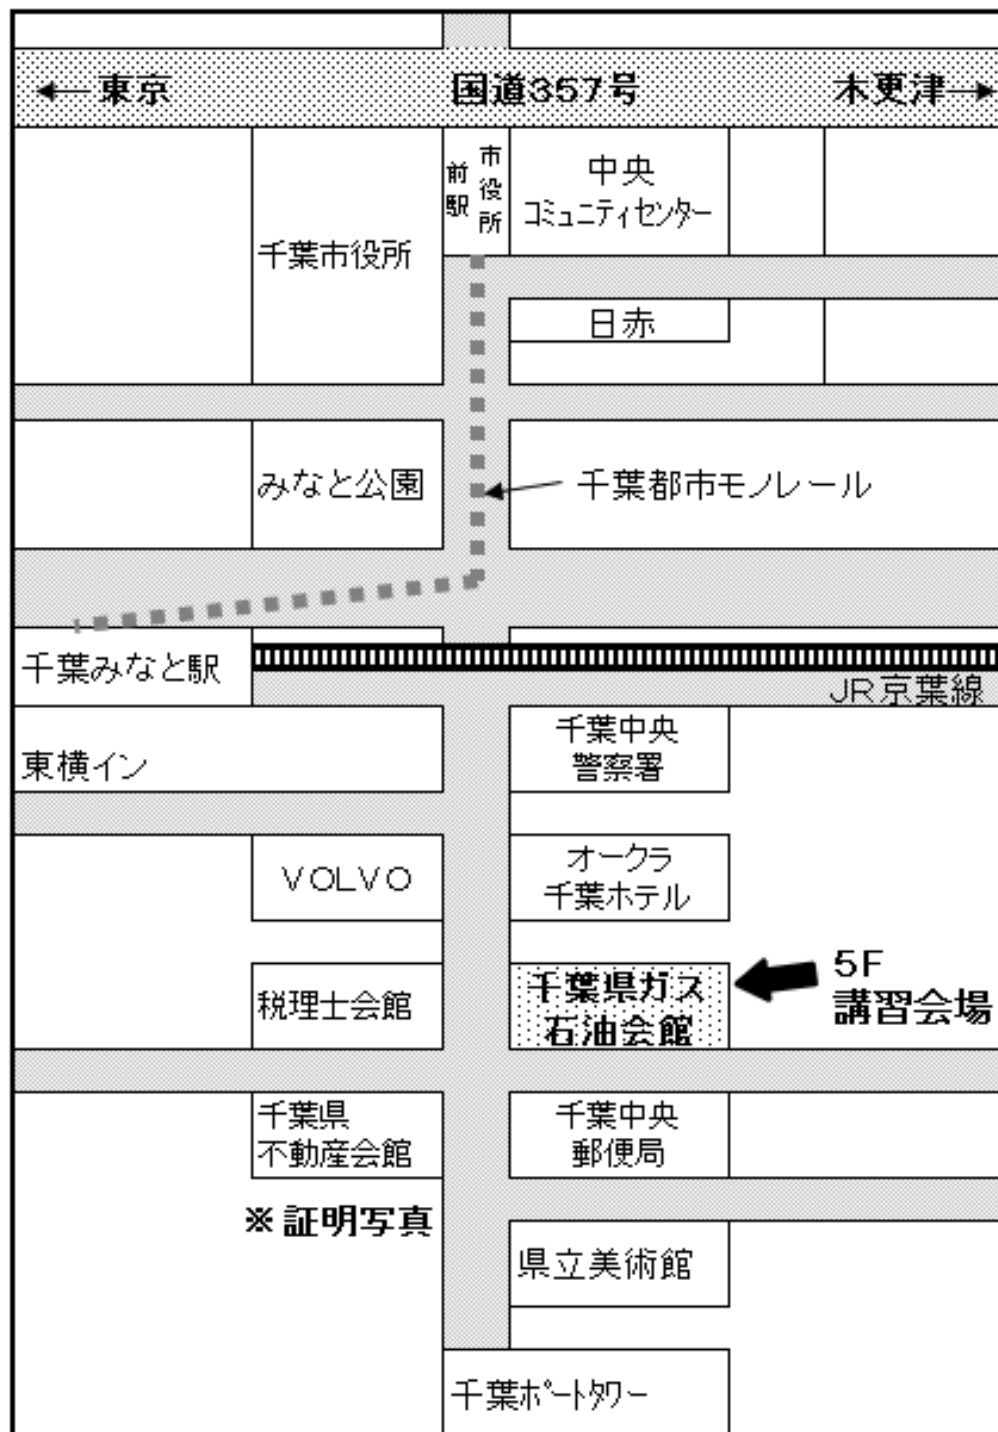 ←東京 国道357号 木更津→
市役所
前駅
中央
コミュニティセンター
千葉市役所
日赤
みなと公園
千葉都市モノレール
千葉みなと駅
JR京葉線
東横イン
千葉中央
警察署
VOLVO
オークラ
千葉ホテル
税理士会館
千葉県ガス
石油会館
5F
講習会場
千葉県
不動産会館
千葉中央
郵便局
※証明写真
県立美術館
千葉ポートタワー